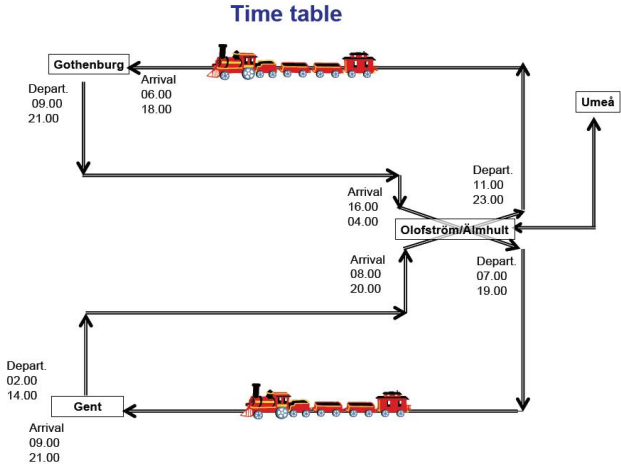 Time table
Gothenburg
Depart.
09.00
21.00
Arrival
06.00
18.00
Umeå
Depart.
11.00
23.00
Arrival
16.00
04.00
Olofström/Älmhult
Arrival
08.00
20.00
Depart.
07.00
19.00
Depart.
02.00
14.00
Gent
Arrival
09.00
21.00